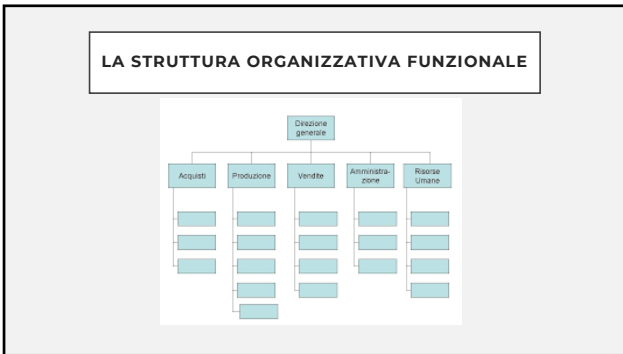 LA STRUTTURA ORGANIZZATIVA FUNZIONALE
Direzione
generale
Acquisti
Produzione
Vendite
Amministra-
zione
Risorse
Umane